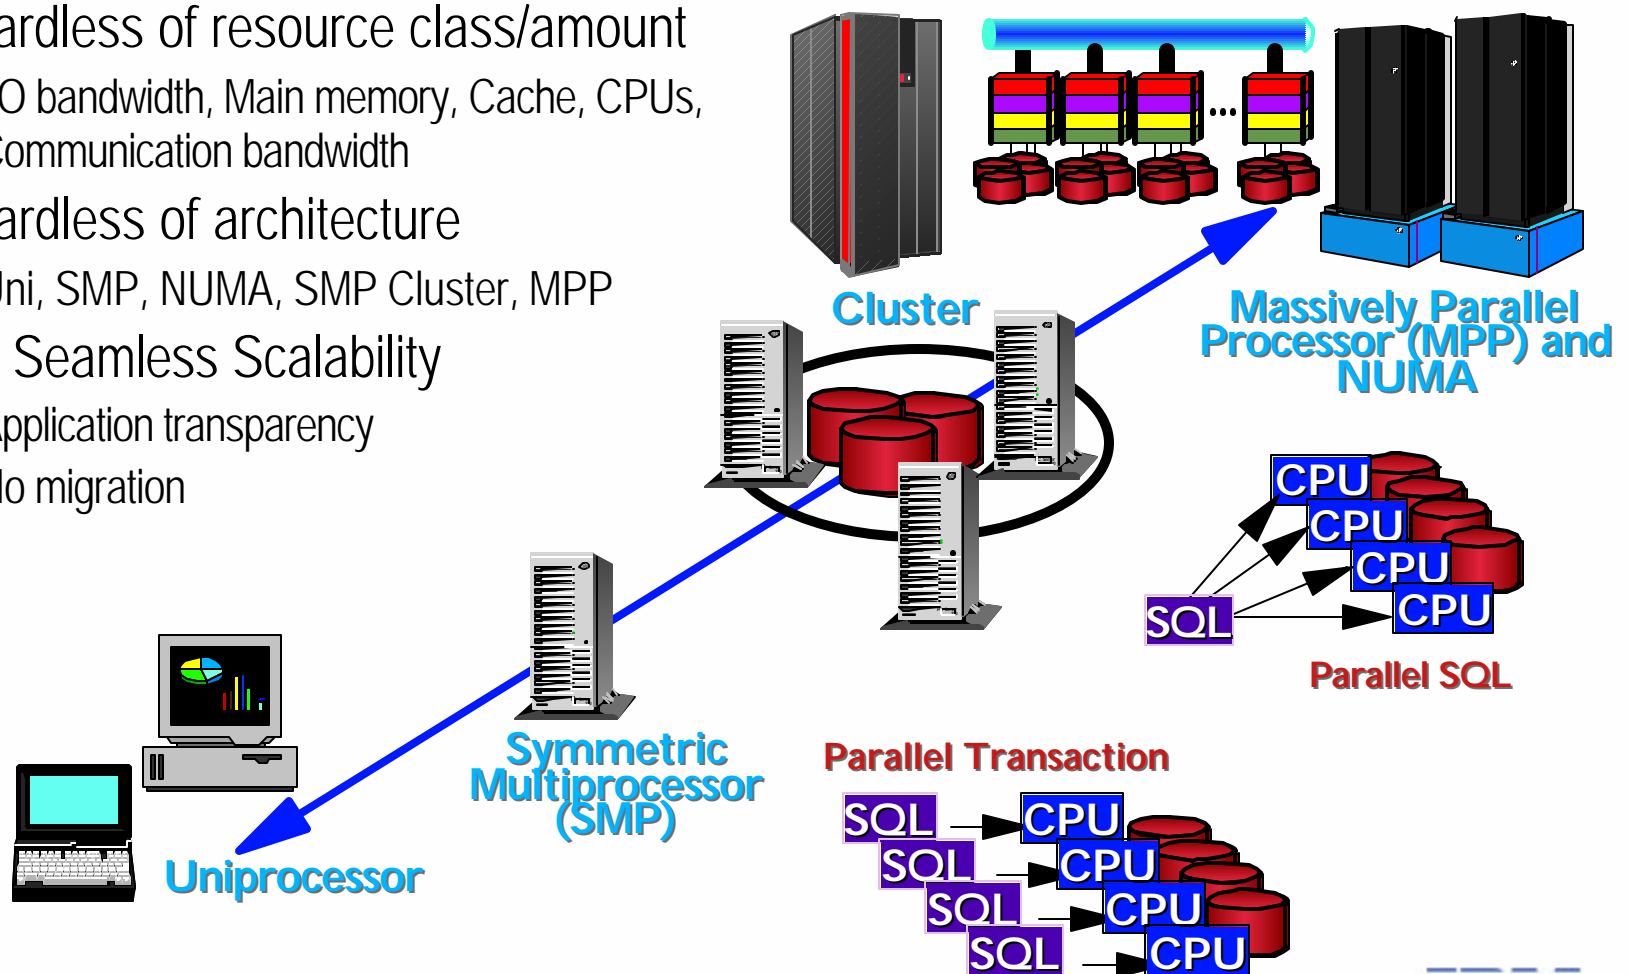 ardless of resource class/amount
O bandwidth, Main memory, Cache, CPUs,
Communication bandwidth
ardless of architecture
Uni, SMP, NUMA, SMP Cluster, MPP
Seamless Scalability
Application transparency
No migration
Cluster
Massively Parallel
Processor (MPP) and
NUMA
CPU
CPU
CPU
CPU
SQL
Parallel SQL
Symmetric
Multiprocessor
(SMP)
Uniprocessor
Parallel Transaction
SQL
CPU
SQL
CPU
SQL
CPU
SQL
CPU